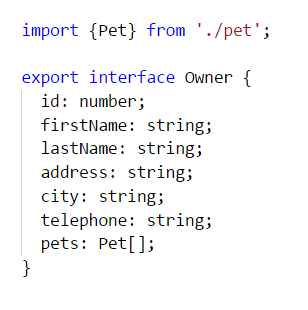 import {Pet} from './pet';
export interface Owner {
id: number;
firstName: string;
lastName: string;
address: string;
city: string;
telephone: string;
pets: Pet[];
}